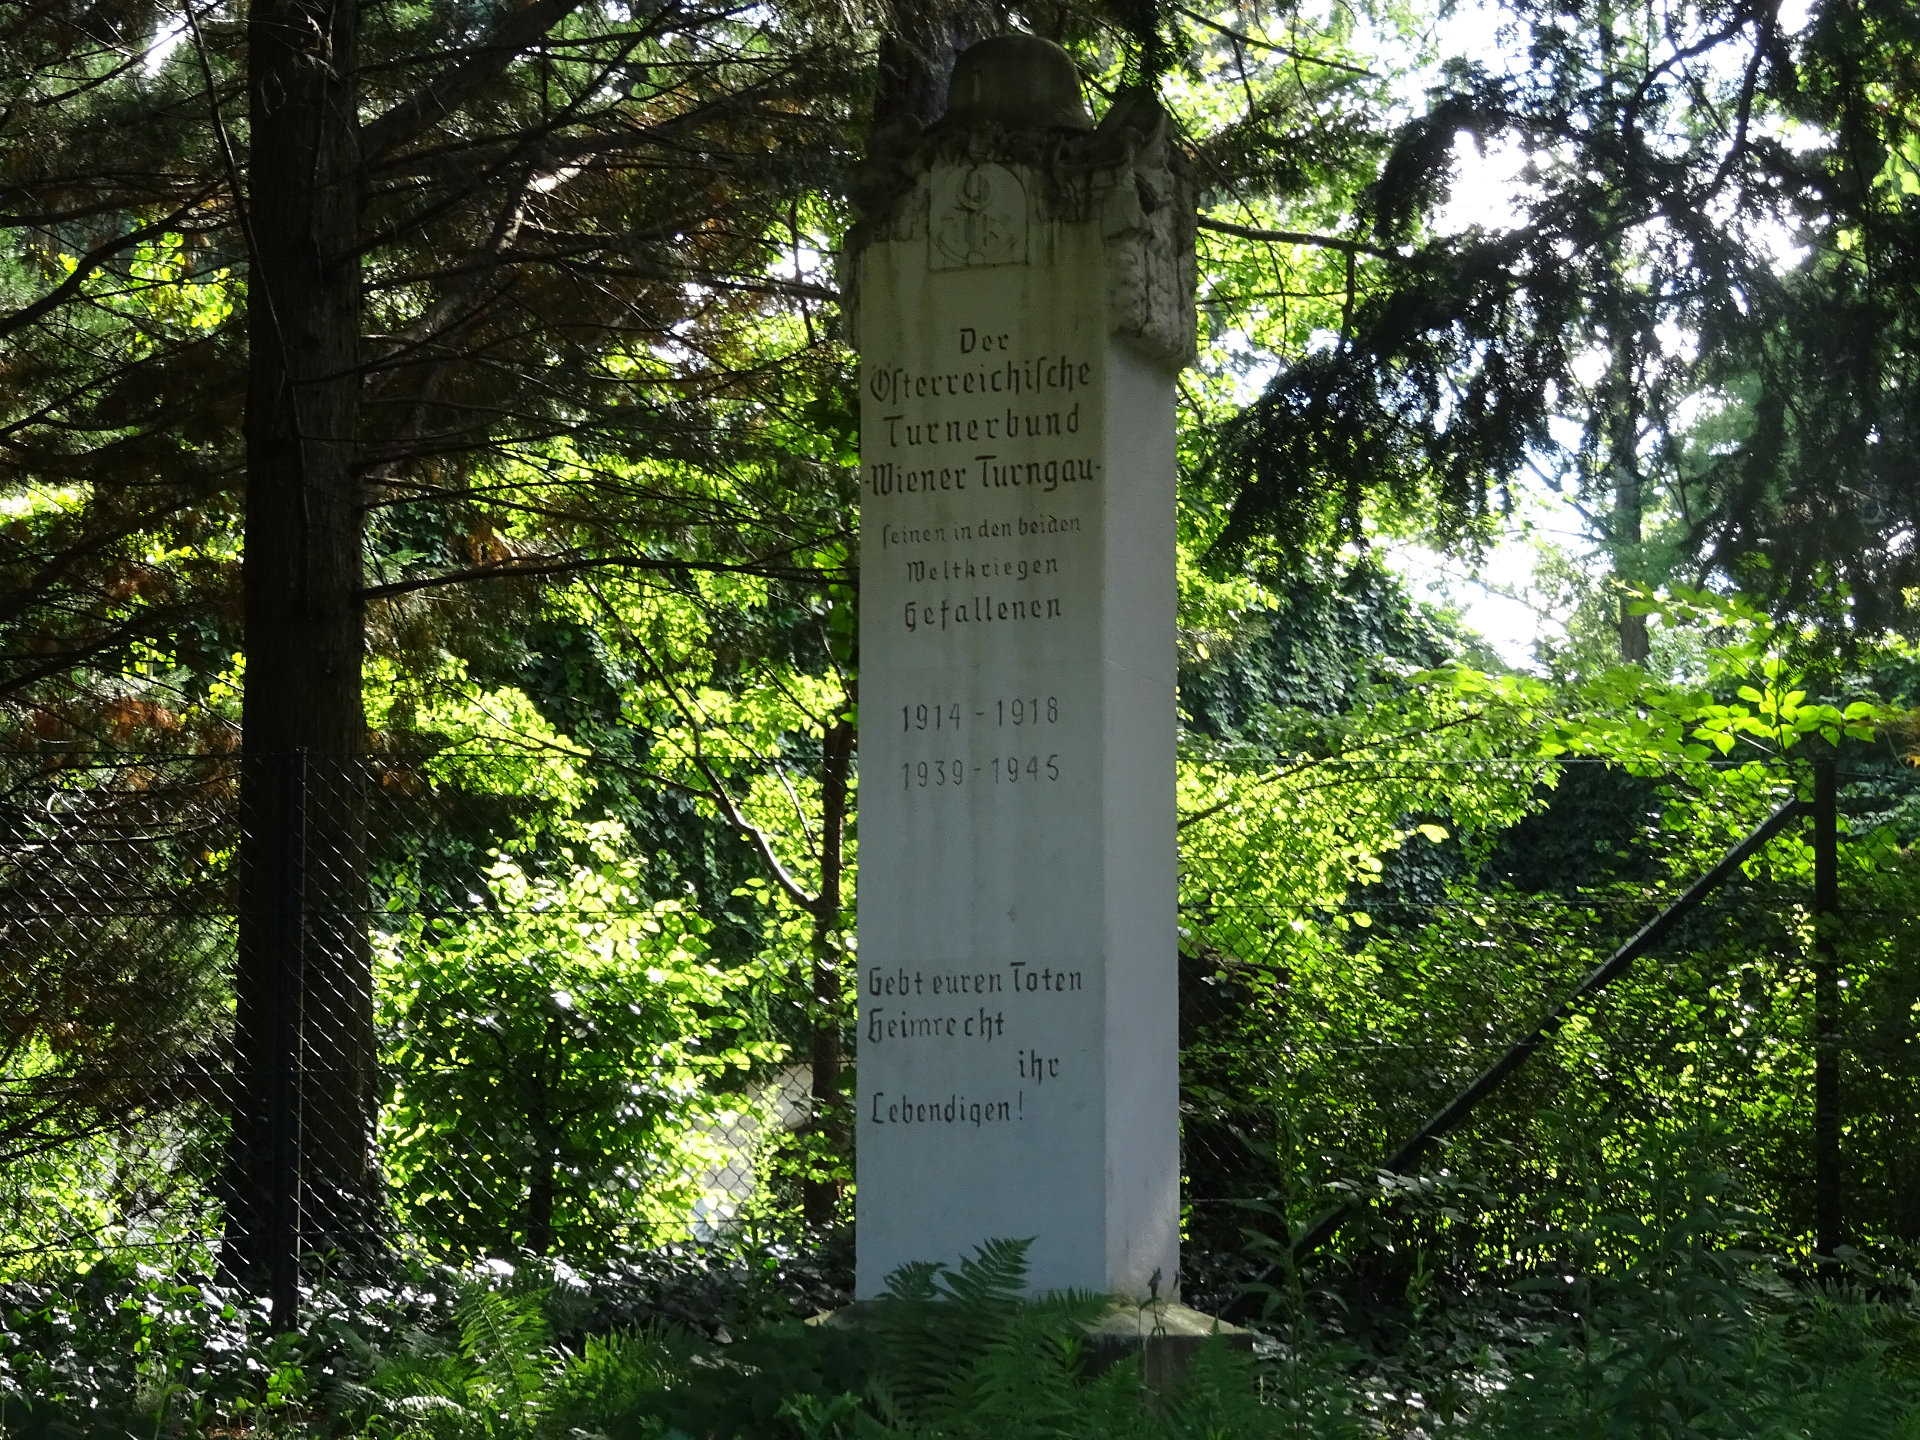 Der
Öſterreichiſche
Turnerbund
-Wiener Turngau-
ſeinen in den beiden
Weltkriegen
Gefallenen
1914 - 1918
1939 - 1945
Gebt euren Toten
Heimrecht
ihr
Lebendigen!